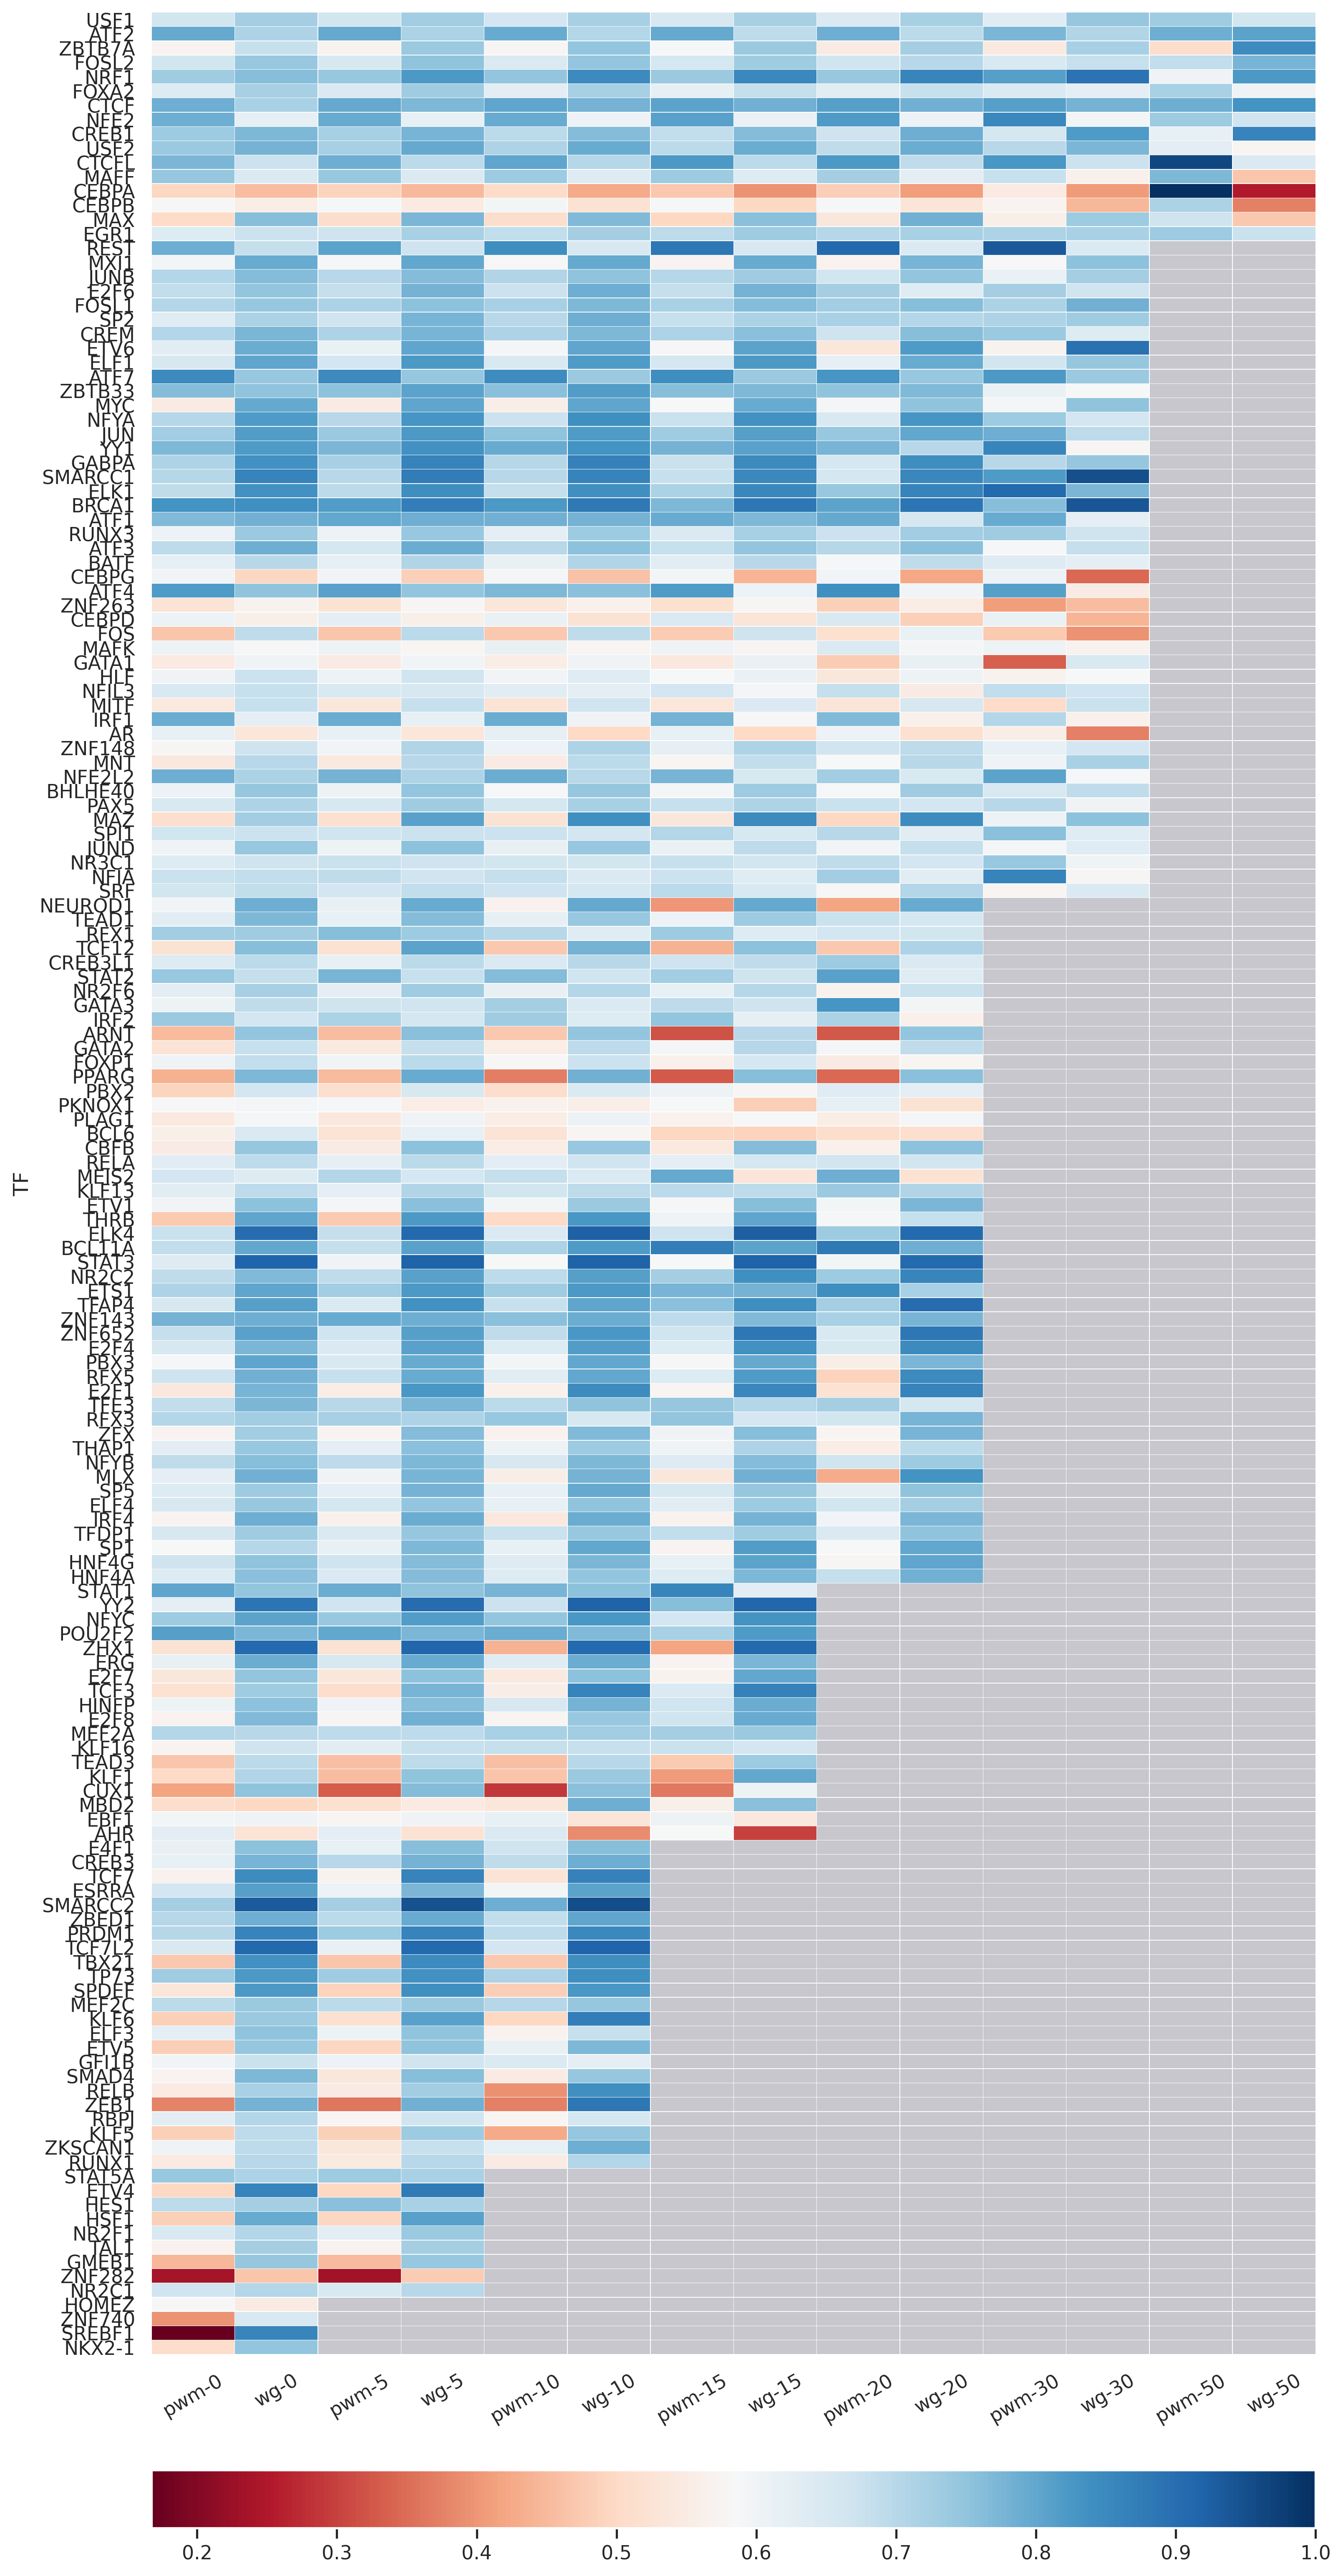 TF
USF1
ATF2
ZBTB7A
FOSL2
NRF1
FOXA2
CTCF
NFE2
CREB1
USF2
CTCFL
MAFF
CEBPA
CEBPB
MAX
EGR1
REST
MXI1
JUNB
E2F6
FOSL1
SP2
CREM
ETV6
ELF1
ATF7
ZBTB33
MYC
NFYA
JUN
YY1
GABPA
SMARCC1
ELK1
BRCA1
ATF1
RUNX3
ATF3
BATF
CEBPG
ATF4
ZNF263
CEBPD
FOS
MAFK
GATA1
HLF
NFIL3
MITF
IRF1
AR
ZNF148
MNT
NFE2L2
BHLHE40
PAX5
MAZ
SPI1
JUND
NR3C1
NFIA
SRF
NEUROD1
TEAD1
RFX1
TCF12
CREB3L1
STAT2
NR2F6
GATA3
IRF2
ARNT
GATA2
FOXP1
PPARG
PBX2
PKNOX1
PLAG1
BCL6
CBFB
RELA
MEIS2
KLF13
ETV1
THRB
ELK4
BCL11A
STAT3
NR2C2
ETS1
TFAP4
ZNF143
ZNF652
E2F4
PBX3
RFX5
E2F1
TFE3
RFX3
ZFX
THAP1
NFYB
MLX
SP5
ELF4
IRF4
TFDP1
SP1
HNF4G
HNF4A
STAT1
YY2
NFYC
POU2F2
ZHX1
ERG
E2F7
TCF3
HINFP
E2F8
MEF2A
KLF16
TEAD3
KLF1
CUX1
MBD2
EBF1
AHR
E4F1
CREB3
TCF7
ESRRA
SMARCC2
ZBED1
PRDM1
TCF7L2
TBX21
TP73
SPDEF
MEF2C
KLF6
ELF3
ETV5
GFI1B
SMAD4
RELB
ZEB1
RBPJ
KLF5
ZKSCAN1
RUNX1
STAT5A
ETV4
HES1
HSF1
NR2F1
TAL1
GMEB1
ZNF282
NR2C1
HOMEZ
ZNF740
SREBF1
NKX2-1
pwm-0 wg-0 pwm-5 wg-5 pwm-10 wg-10 pwm-15 wg-15 pwm-20 wg-20 pwm-30 wg-30 pwm-50 wg-50
0.2 0.3 0.4 0.5 0.6 0.7 0.8 0.9 1.0